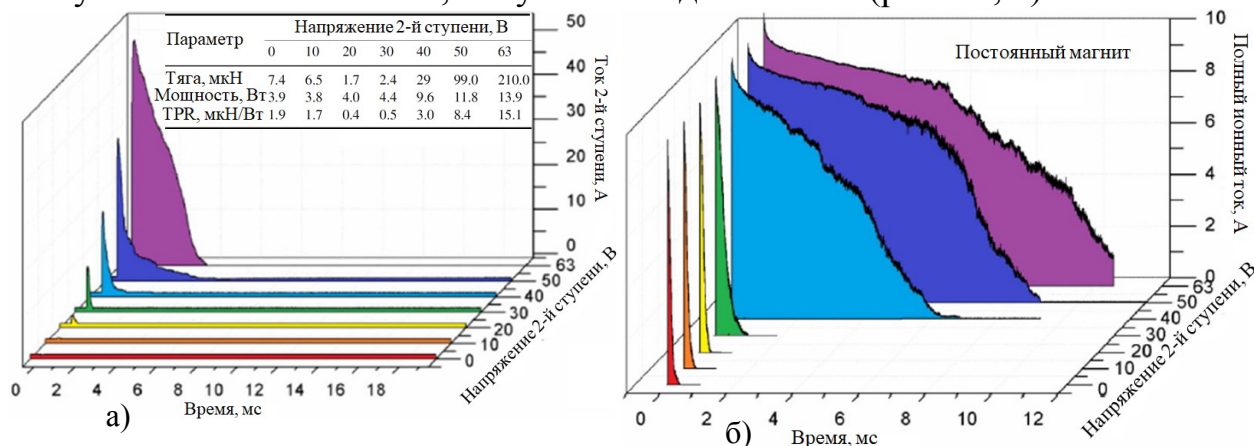 Параметр
Напряжение 2-й ступени, В
0 10 20 30 40 50 63
Тяга, мкН 7.4 6.5 1.7 2.4 29 99.0 210.0
Мощность, Вт 3.9 3.8 4.0 4.4 9.6 11.8 13.9
TPR, мкН/Вт 1.9 1.7 0.4 0.5 3.0 8.4 15.1
50
40
30
20
10
0
Ток 2-й ступени, А
63
50
40
30
20
10
0
Напряжение 2-й ступени, В
0 2 4 6 8 10 12 14 16 18
Время, мс
а)
Постоянный магнит
10
8
6
4
2
0
Полный ионный ток, А
63
50
40
30
20
10
0
Напряжение 2-й ступени, В
0 2 4 6 8 10 12
Время, мс
б)